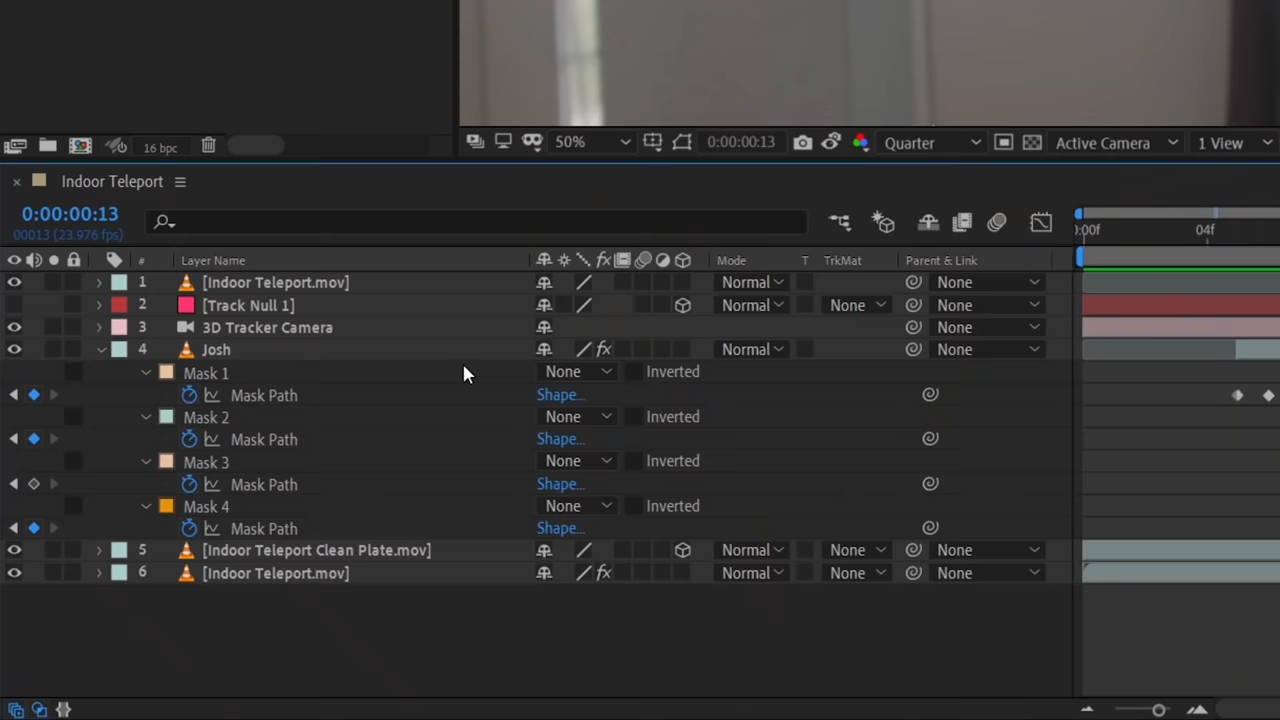 16 bpc
50%
0:00:00:13
Quarter
Active Camera
1 View
Indoor Teleport
0:00:00:13
00013 (23.976 fps)
):00f
04f
#
Layer Name
fx
Mode
T
TrkMat
Parent & Link
1
[Indoor Teleport.mov]
Normal
None
2
[Track Null 1]
Normal
None
None
3
3D Tracker Camera
None
4
Josh
fx
Normal
None
Mask 1
None
Inverted
Mask Path
Shape...
Mask 2
None
Inverted
Mask Path
Shape...
Mask 3
None
Inverted
Mask Path
Shape...
Mask 4
None
Inverted
Mask Path
Shape...
5
[Indoor Teleport Clean Plate.mov]
Normal
None
None
6
[Indoor Teleport.mov]
fx
Normal
None
None